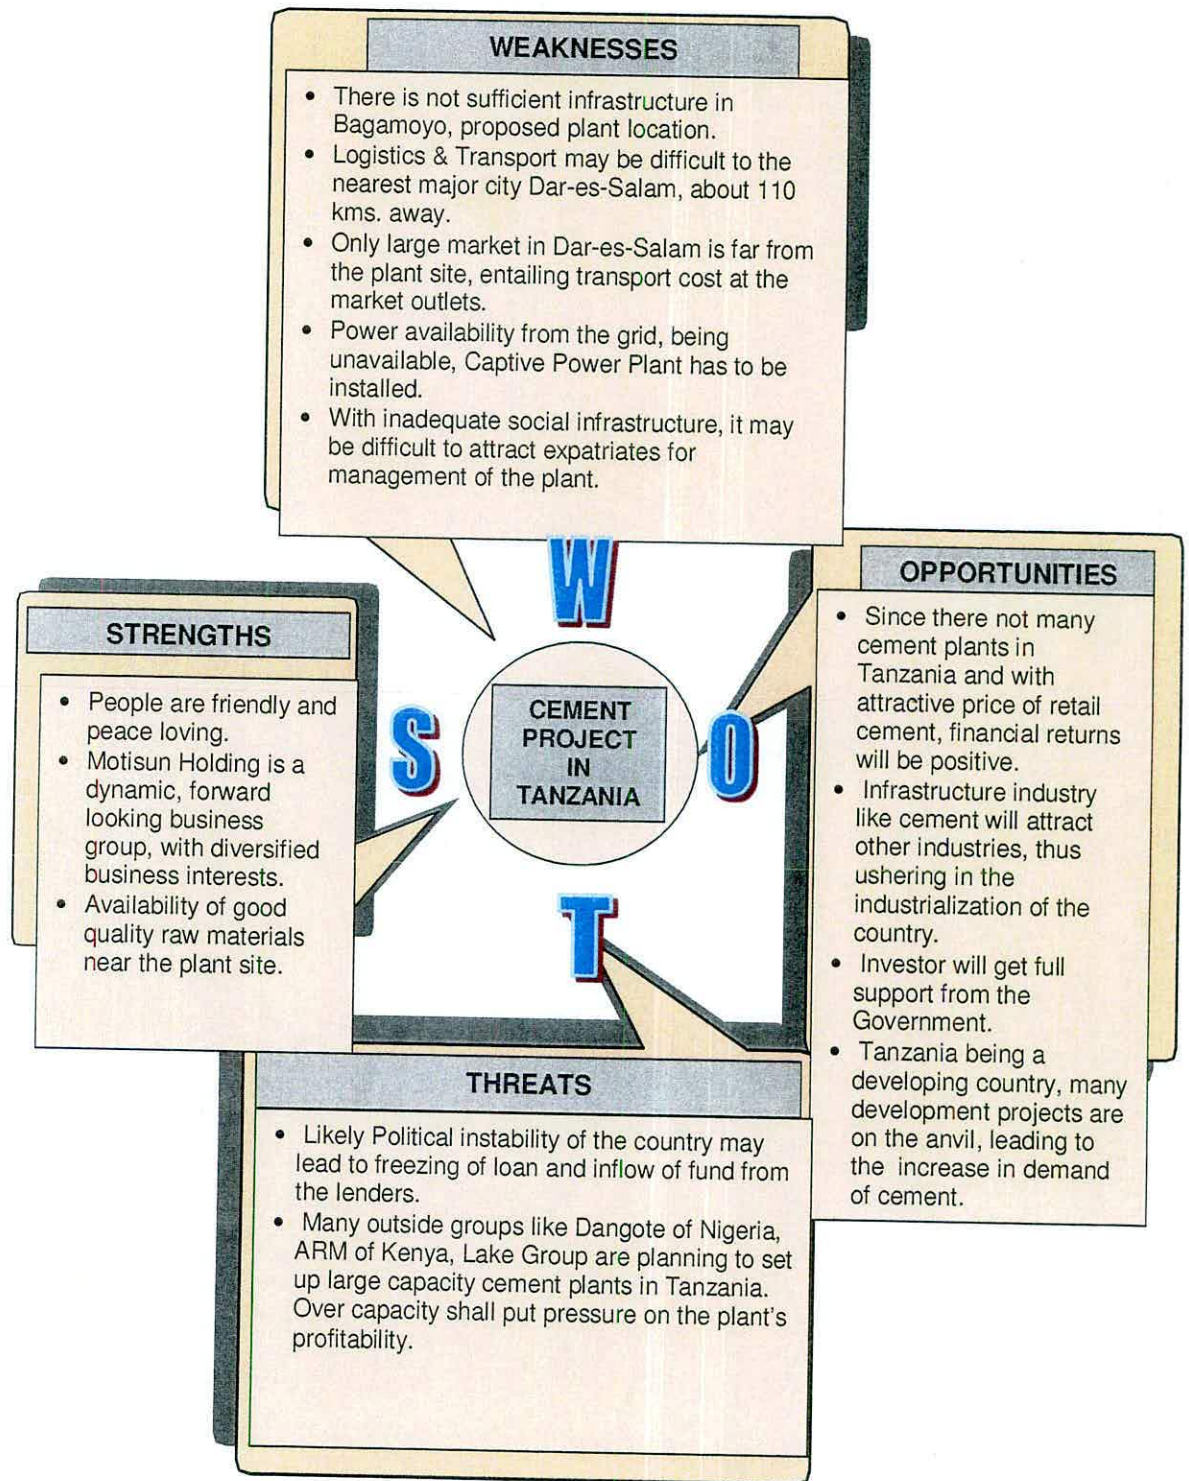 WEAKNESSES
• There is not sufficient infrastructure in
Bagamoyo, proposed plant location.
• Logistics & Transport may be difficult to the
nearest major city Dar-es-Salam, about 110
kms. away.
• Only large market in Dar-es-Salam is far from
the plant site, entailing transport cost at the
market outlets.
• Power availability from the grid, being
unavailable, Captive Power Plant has to be
installed.
• With inadequate social infrastructure, it may
be difficult to attract expatriates for
management of the plant.
W
STRENGTHS
• People are friendly and
peace loving.
• Motisun Holding is a
dynamic, forward
looking business
group, with diversified
business interests.
• Availability of good
quality raw materials
near the plant site.
S
CEMENT
PROJECT
IN
TANZANIA
O
OPPORTUNITIES
• Since there not many
cement plants in
Tanzania and with
attractive price of retail
cement, financial returns
will be positive.
• Infrastructure industry
like cement will attract
other industries, thus
ushering in the
industrialization of the
country.
• Investor will get full
support from the
Government.
• Tanzania being a
developing country, many
development projects are
on the anvil, leading to
the increase in demand
of cement.
T
THREATS
• Likely Political instability of the country may
lead to freezing of loan and inflow of fund from
the lenders.
• Many outside groups like Dangote of Nigeria,
ARM of Kenya, Lake Group are planning to set
up large capacity cement plants in Tanzania.
Over capacity shall put pressure on the plant's
profitability.